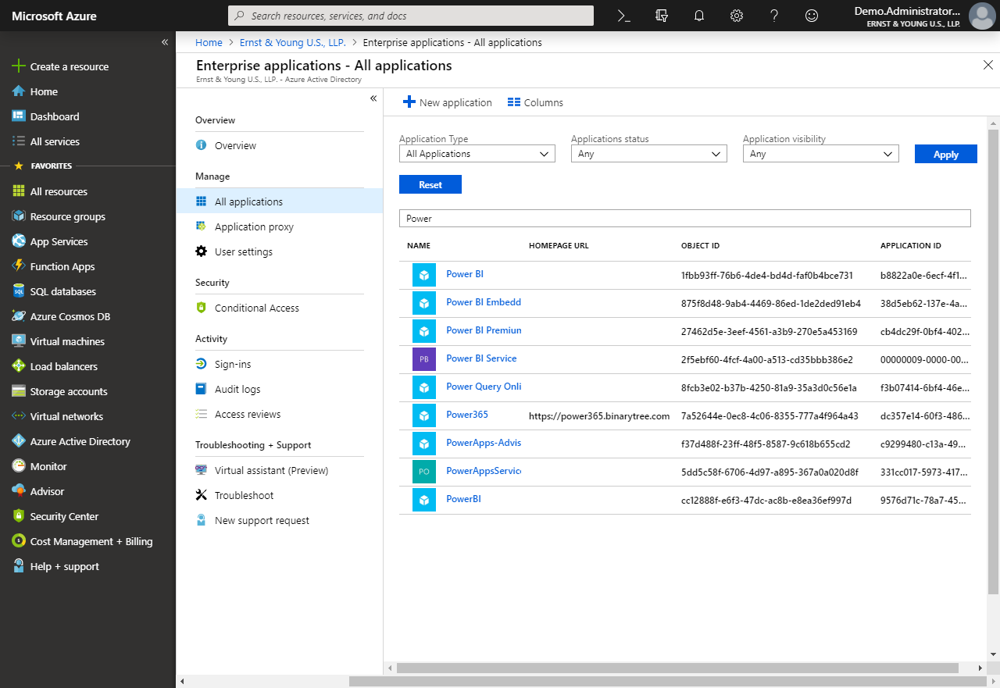 Microsoft Azure
Search resources, services, and docs
Demo.Administrator...
ERNST & YOUNG U.S., LLP.
Create a resource
Home
Dashboard
All services
FAVORITES
All resources
Resource groups
App Services
Function Apps
SQL databases
Azure Cosmos DB
Virtual machines
Load balancers
Storage accounts
Virtual networks
Azure Active Directory
Monitor
Advisor
Security Center
Cost Management + Billing
Help + support
Home > Ernst & Young U.S., LLP. > Enterprise applications - All applications
Enterprise applications - All applications
Ernst & Young U.S., LLP. - Azure Active Directory
Overview
Overview
Manage
All applications
Application proxy
User settings
Security
Conditional Access
Activity
Sign-ins
Audit logs
Access reviews
Troubleshooting + Support
Virtual assistant (Preview)
Troubleshoot
New support request
New application Columns
Application Type Applications status Application visibility
All Applications Any Any Apply
Reset
Power
NAME HOMEPAGE URL OBJECT ID APPLICATION ID
Power BI 1fbb93ff-76b6-4de4-bd4d-faf0b4bce731 b8822a0e-6ecf-4f1...
Power BI Embedd 875f8d48-9ab4-4469-86ed-1de2ded91eb4 38d5eb62-137e-4a...
Power BI Premiun 27462d5e-3eef-4561-a3b9-270e5a453169 cb4dc29f-0bf4-402...
PB Power BI Service 2f5ebf60-4fcf-4a00-a513-cd35bbb386e2 00000009-0000-00...
Power Query Onli 8fcb3e02-b37b-4250-81a9-35a3d0c56e1a f3b07414-6bf4-46e...
Power365 https://power365.binarytree.com 7a52644e-0ec8-4c06-8355-777a4f964a43 dc357e14-60f3-486...
PowerApps-Advis f37d488f-23ff-48f5-8587-9c618b655cd2 c9299480-c13a-49...
PO PowerAppsService 5dd5c58f-6706-4d97-a895-367a0a020d8f 331cc017-5973-417...
PowerBI cc12888f-e6f3-47dc-ac8b-e8ea36ef997d 9576d71c-78a7-45...